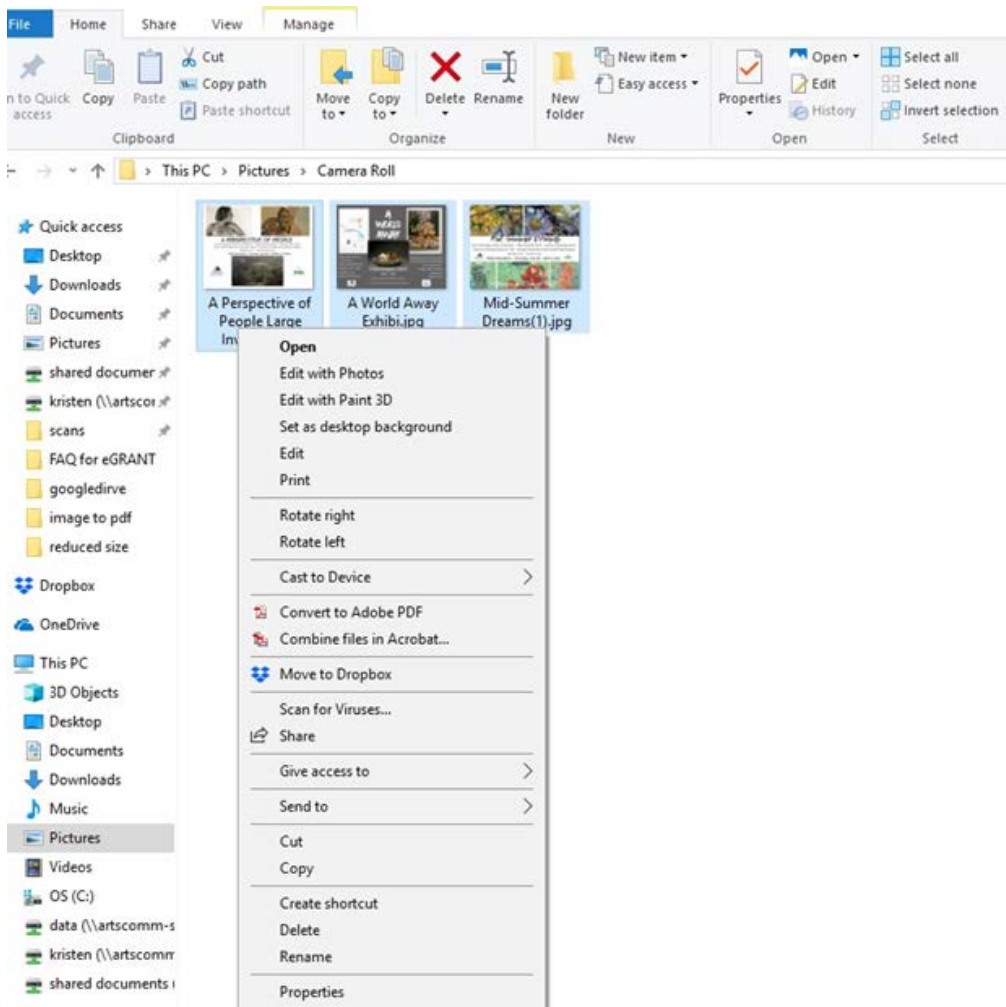 File Home Share View Manage
n to Quick access
Copy
Paste
Cut
Copy path
Paste shortcut
Clipboard
Move to
Copy to
Delete
Rename
Organize
New folder
New item
Easy access
New
Properties
Open
Edit
History
Open
Select all
Select none
Invert selection
Select
This PC > Pictures > Camera Roll
Quick access
Desktop
Downloads
Documents
Pictures
shared documer
kristen (\\artscor
scans
FAQ for eGRANT
googledirve
image to pdf
reduced size
Dropbox
OneDrive
This PC
3D Objects
Desktop
Documents
Downloads
Music
Pictures
Videos
OS (C:)
data (\\artscomm-s
kristen (\\artscomm
shared documents
A PERSPECTIVE OF PEOPLE
A Perspective of
People Large
Inv
A
WORLD
AWAY
A World Away
Exhibi.jpg
Mid-Summer
Dreams(1).jpg
Open
Edit with Photos
Edit with Paint 3D
Set as desktop background
Edit
Print
Rotate right
Rotate left
Cast to Device
Convert to Adobe PDF
Combine files in Acrobat...
Move to Dropbox
Scan for Viruses...
Share
Give access to
Send to
Cut
Copy
Create shortcut
Delete
Rename
Properties